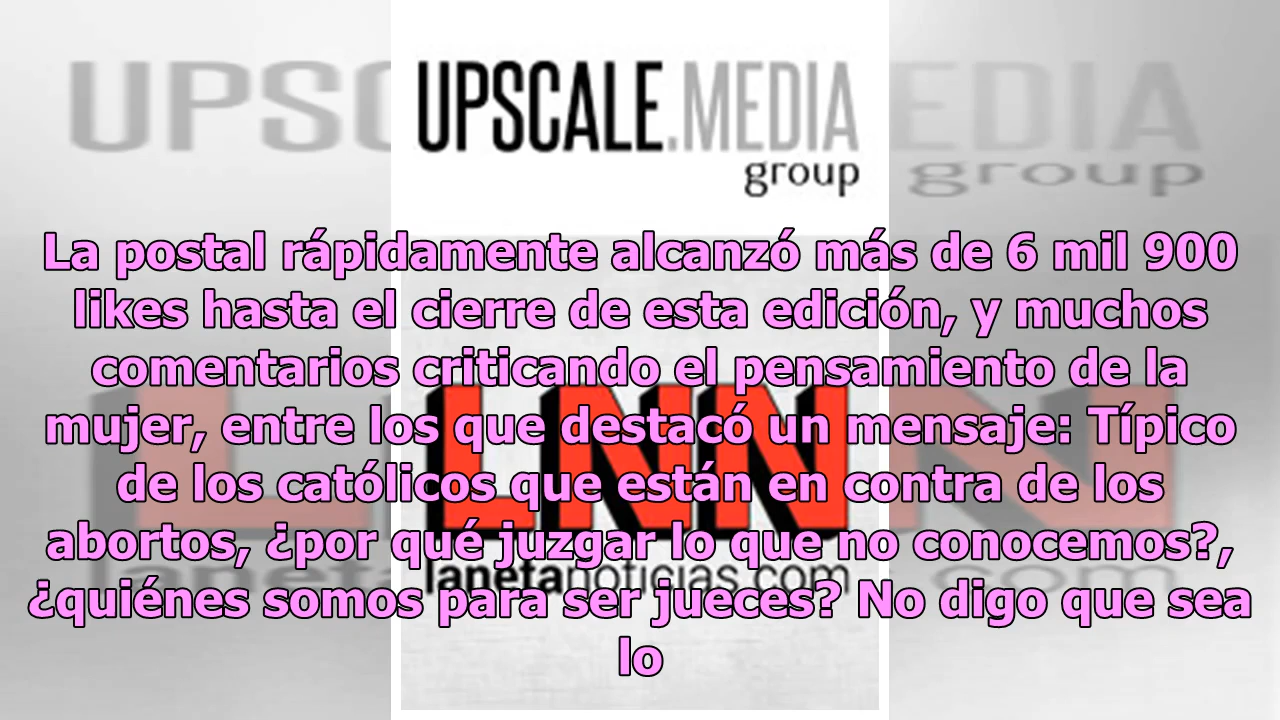 UPSCALE.MEDIA
group
La postal rápidamente alcanzó más de 6 mil 900
likes hasta el cierre de esta edición, y muchos
comentarios criticando el pensamiento de la
mujer, entre los que destacó un mensaje: Típico
de los católicos que están en contra de los
abortos, ¿por qué juzgar lo que no conocemos?,
¿quiénes somos para ser jueces? No digo que sea
lo
LNN
lanetanoticias.com